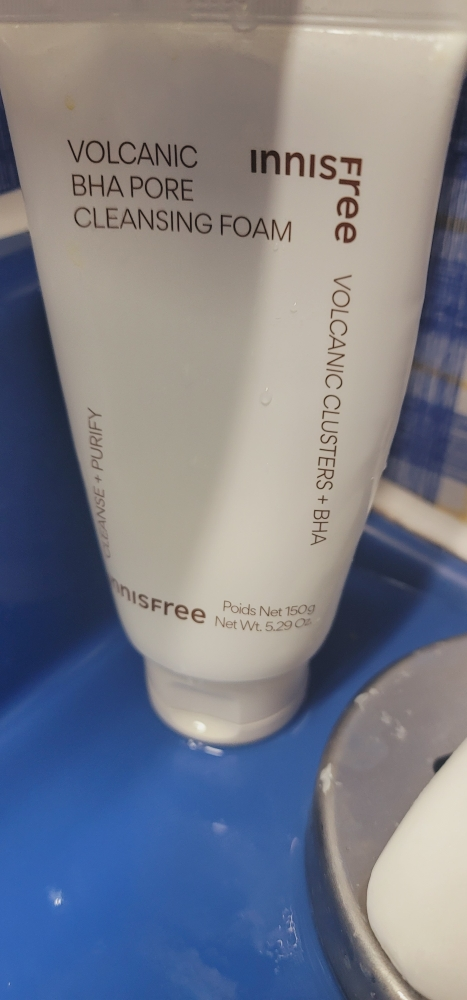 VOLCANIC
BHA PORE
CLEANSING FOAM
innisfree
VOLCANIC CLUSTERS + BHA
CLEANSE + PURIFY
innisfree
Poids Net 150g
Net Wt. 5.29 Oz.